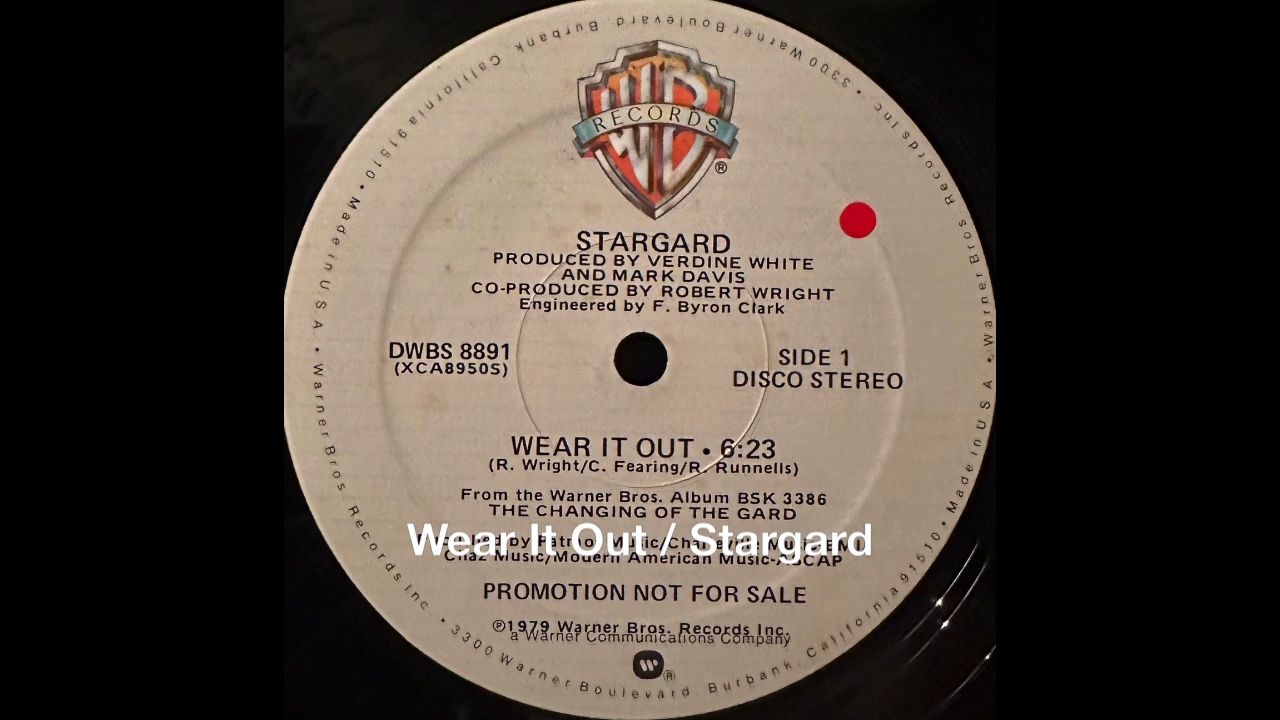 3300 Warner Boulevard, Burbank, California 91510 • Made in U.S.A. • Warner Bros. Records Inc. • 3300 Warner Boulevard, Burbank, California 91510 • Made in U.S.A. • Warner Bros. Records Inc. •
WB
RECORDS
®
STARGARD
PRODUCED BY VERDINE WHITE
AND MARK DAVIS
CO-PRODUCED BY ROBERT WRIGHT
Engineered by F. Byron Clark
DWBS 8891
(XCA8950S)
SIDE 1
DISCO STEREO
WEAR IT OUT • 6:23
(R. Wright/C. Fearing/R. Runnells)
From the Warner Bros. Album BSK 3386
THE CHANGING OF THE GARD
Wear It Out / Stargard
Music/Modern American Music-ASCAP
PROMOTION NOT FOR SALE
℗1979 Warner Bros. Records Inc.
a Warner Communications Company
®